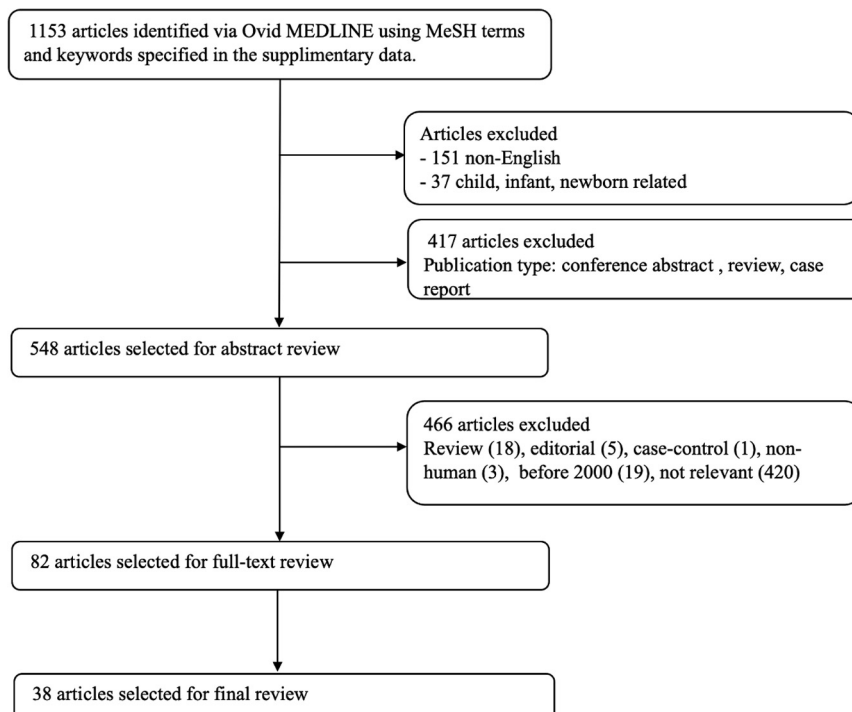 1153 articles identified via Ovid MEDLINE using MeSH terms
and keywords specified in the supplimentary data.
Articles excluded
- 151 non-English
- 37 child, infant, newborn related
417 articles excluded
Publication type: conference abstract , review, case
report
548 articles selected for abstract review
466 articles excluded
Review (18), editorial (5), case-control (1), non-
human (3), before 2000 (19), not relevant (420)
82 articles selected for full-text review
38 articles selected for final review